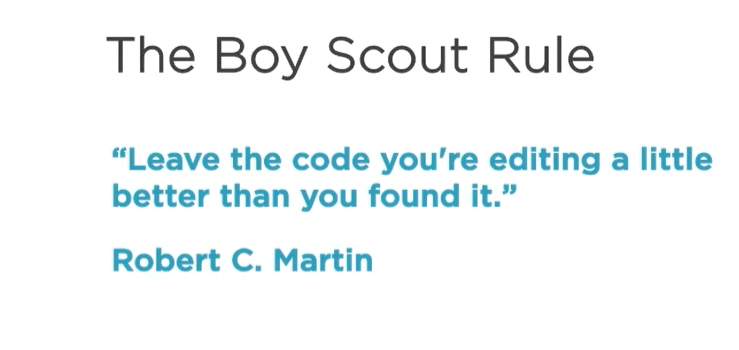 The Boy Scout Rule
“Leave the code you're editing a little
better than you found it.”
Robert C. Martin